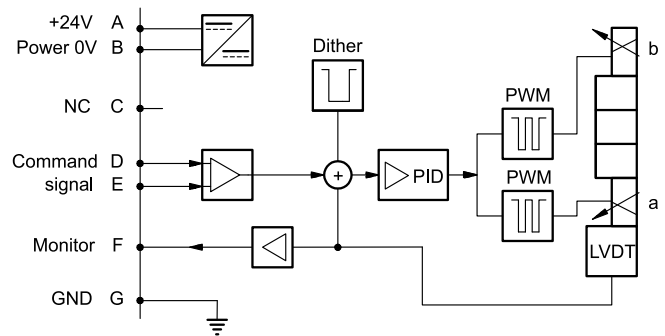 +24V A
Power 0V B
Dither
b
PWM
NC C
Command D
signal E
PID
PWM
a
Monitor F
LVDT
GND G